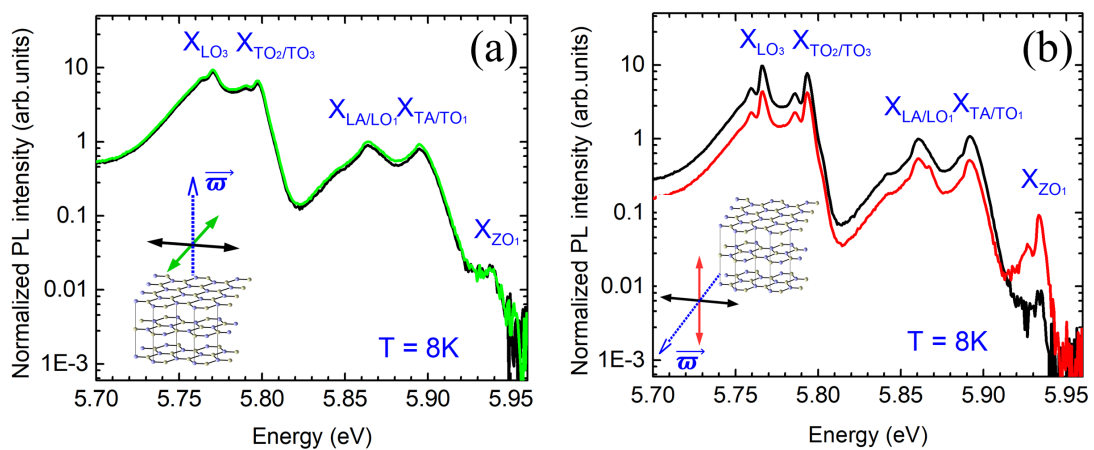 (a)
X_LO₃ X_TO₂/TO₃
X_LA/LO₁ X_TA/TO₁
X_ZO₁
ϖ
T = 8K
10
1
0.1
0.01
1E-3
5.70 5.75 5.80 5.85 5.90 5.95
Energy (eV)
Normalized PL intensity (arb.units)
(b)
X_LO₃ X_TO₂/TO₃
X_LA/LO₁ X_TA/TO₁
X_ZO₁
ϖ
T = 8K
10
1
0.1
0.01
1E-3
5.70 5.75 5.80 5.85 5.90 5.95
Energy (eV)
Normalized PL intensity (arb.units)